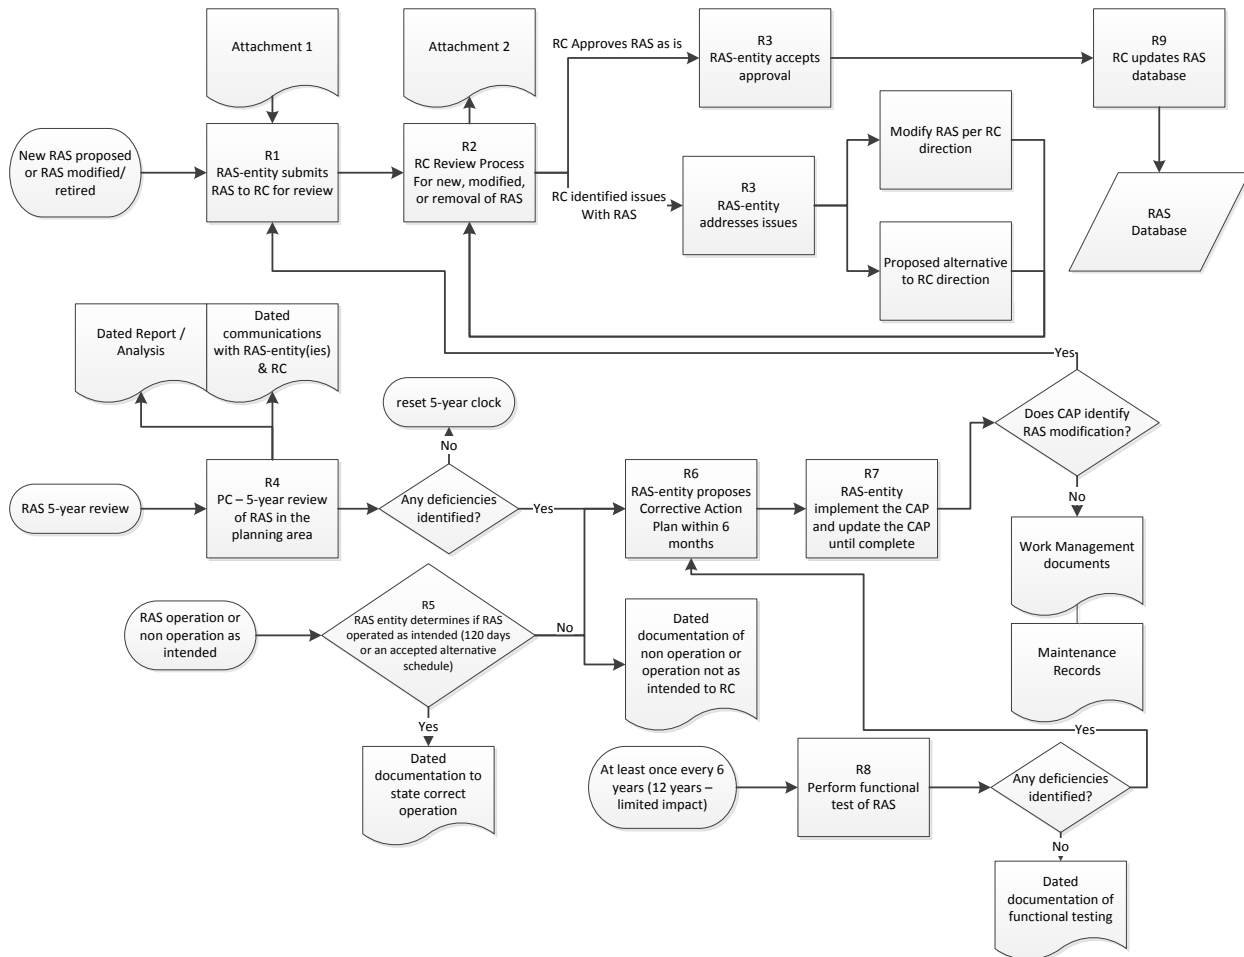 Attachment 1
Attachment 2
RC Approves RAS as is
R3
RAS-entity accepts
approval
R9
RC updates RAS
database
New RAS proposed
or RAS modified/
retired
R1
RAS-entity submits
RAS to RC for review
R2
RC Review Process
For new, modified,
or removal of RAS
RC identified issues
With RAS
R3
RAS-entity
addresses issues
Modify RAS per RC
direction
Proposed alternative
to RC direction
RAS
Database
Dated Report /
Analysis
Dated
communications
with RAS-entity(ies)
& RC
Yes
reset 5-year clock
No
Does CAP identify
RAS modification?
RAS 5-year review
R4
PC – 5-year review
of RAS in the
planning area
Any deficiencies
identified?
Yes
R6
RAS-entity proposes
Corrective Action
Plan within 6
months
R7
RAS-entity
implement the CAP
and update the CAP
until complete
No
Work Management
documents
Maintenance
Records
RAS operation or
non operation as
intended
R5
RAS entity determines if RAS
operated as intended (120 days
or an accepted alternative
schedule)
No
Dated
documentation of
non operation or
operation not as
intended to RC
Yes
Dated
documentation to
state correct
operation
At least once every 6
years (12 years –
limited impact)
R8
Perform functional
test of RAS
Any deficiencies
identified?
Yes
No
Dated
documentation of
functional testing